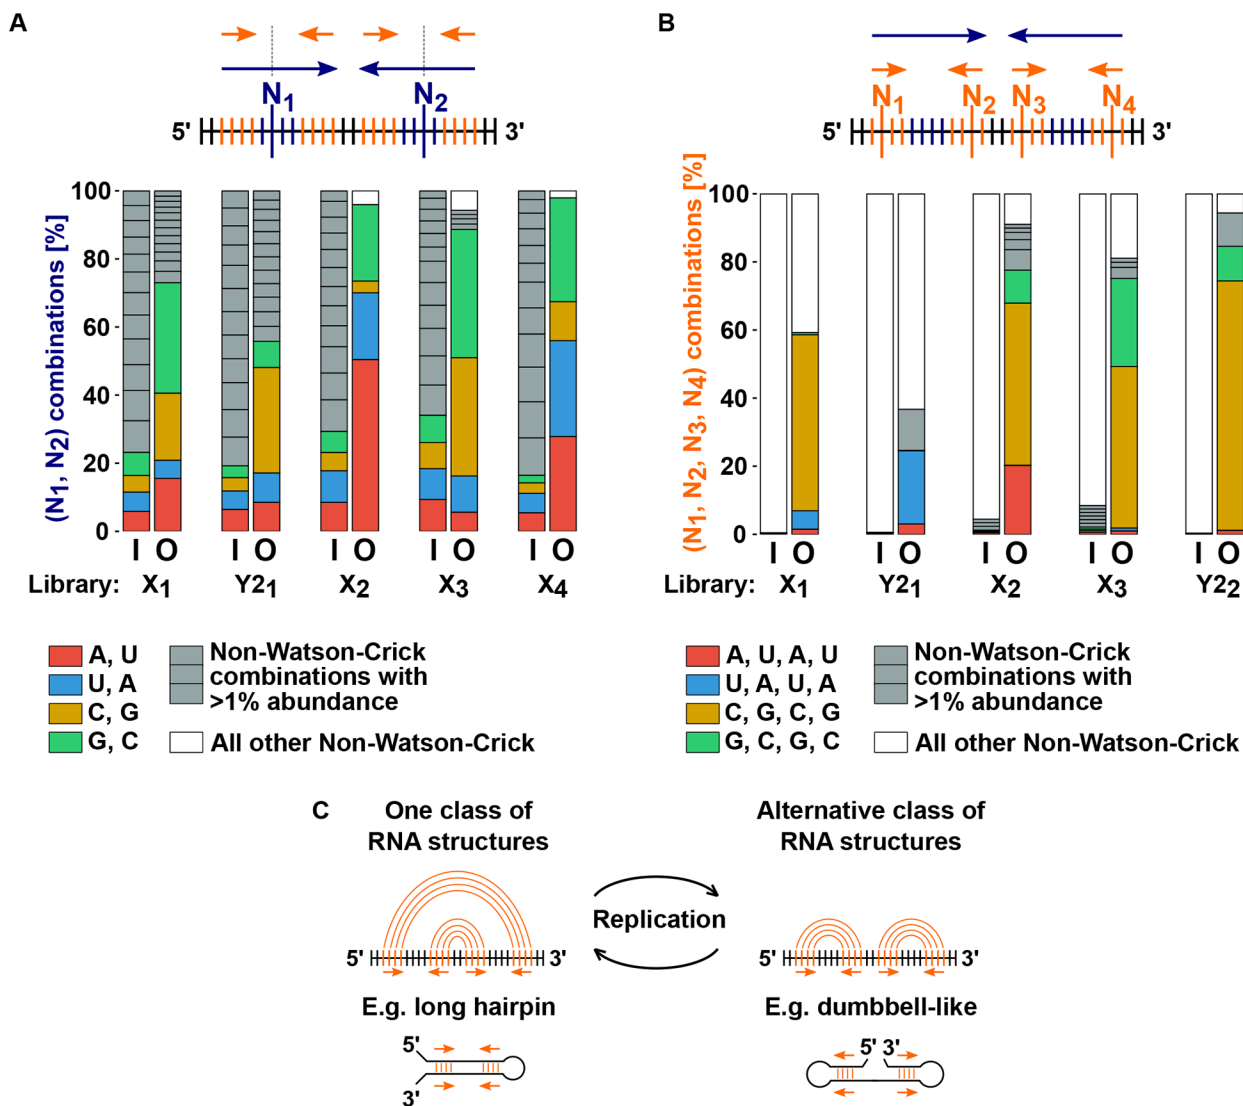 A
N1 N2
5' 3'
(N1, N2) combinations [%]
100
80
60
40
20
0
I O I O I O I O I O
Library: X1 Y21 X2 X3 X4
A, U
U, A
C, G
G, C
Non-Watson-Crick
combinations with
>1% abundance
All other Non-Watson-Crick
B
N1 N2 N3 N4
5' 3'
(N1, N2, N3, N4) combinations [%]
100
80
60
40
20
0
I O I O I O I O I O
Library: X1 Y21 X2 X3 Y22
A, U, A, U
U, A, U, A
C, G, C, G
G, C, G, C
Non-Watson-Crick
combinations with
>1% abundance
All other Non-Watson-Crick
C
One class of
RNA structures
Alternative class of
RNA structures
Replication
5' 3'
5' 3'
E.g. long hairpin
E.g. dumbbell-like
5'
3'
5' 3'